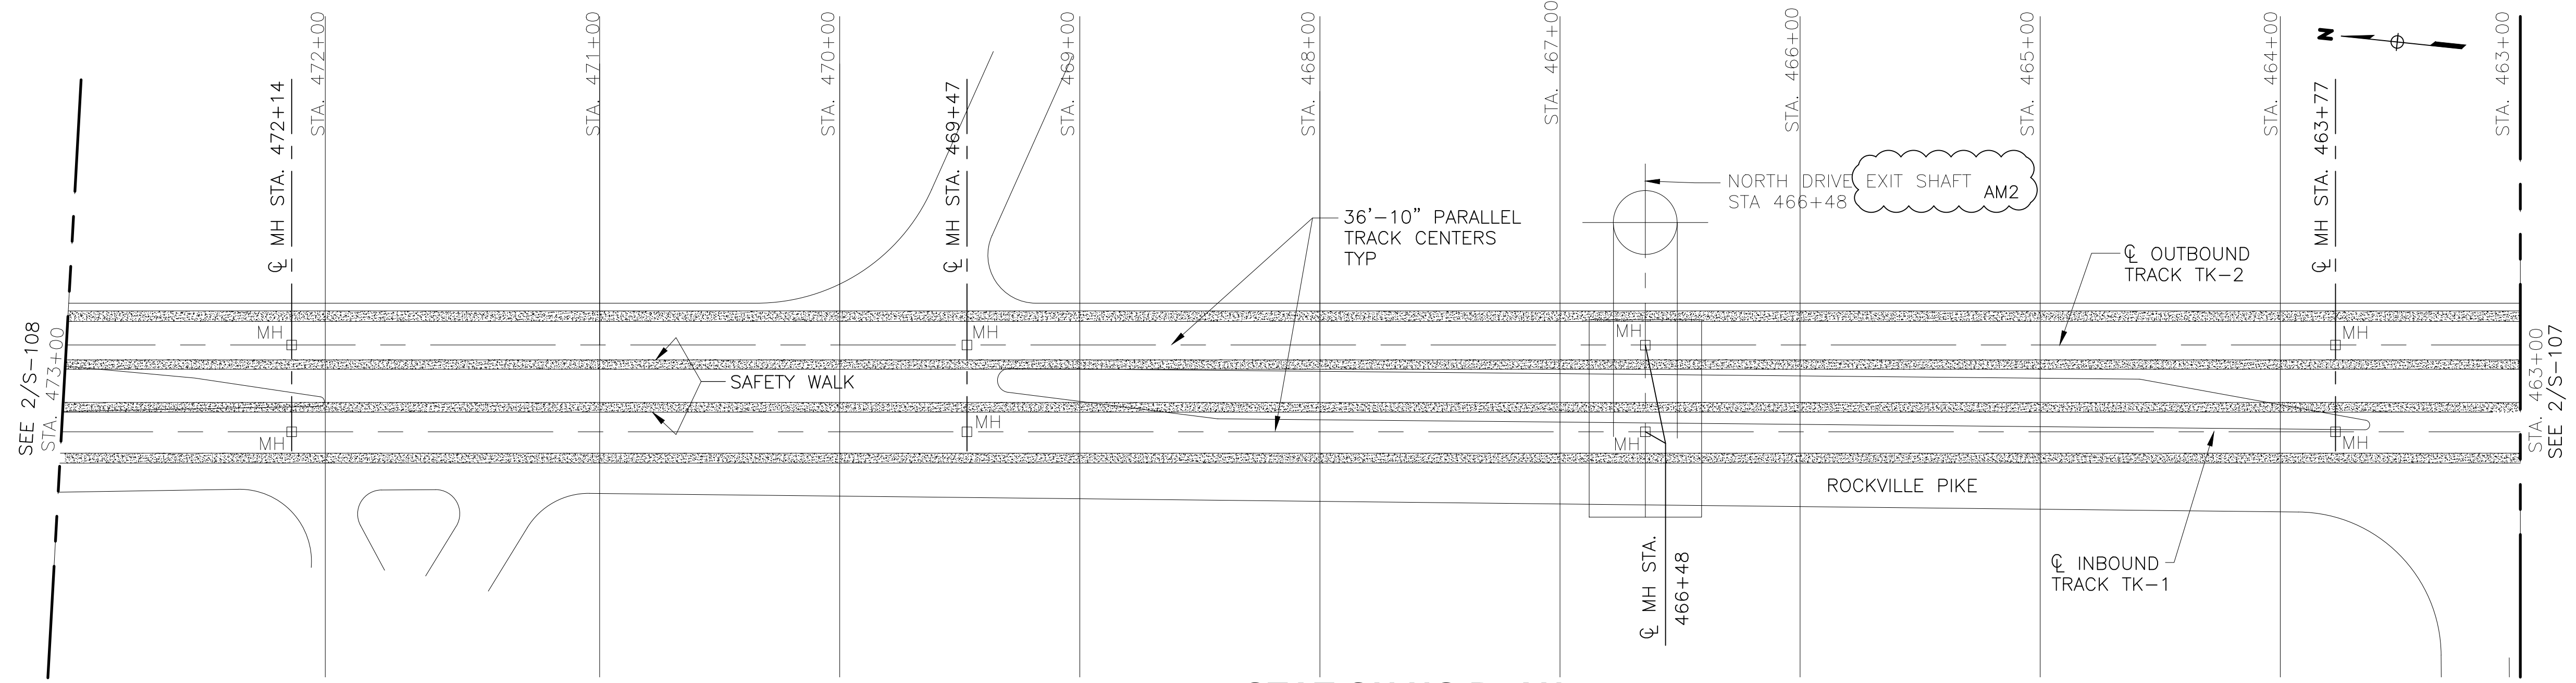 STA. 472+00
STA. 471+00
STA. 470+00
STA. 469+00
STA. 468+00
STA. 467+00
STA. 466+00
STA. 465+00
STA. 464+00
STA. 463+00
N
℄ MH STA. 472+14
℄ MH STA. 469+47
℄ MH STA. 463+77
NORTH DRIVE EXIT SHAFT
STA 466+48
AM2
36'-10" PARALLEL
TRACK CENTERS
TYP
℄ OUTBOUND
TRACK TK-2
SEE 2/S-108
STA. 473+00
MH
MH
MH
MH
STA. 463+00
SEE 2/S-107
SAFETY WALK
MH
MH
MH
MH
ROCKVILLE PIKE
℄ MH STA.
466+48
℄ INBOUND
TRACK TK-1